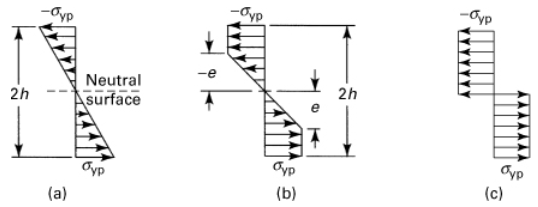 −σyp
2h
Neutral
surface
σyp
(a)
−σyp
−e
e
2h
σyp
(b)
−σyp
σyp
(c)